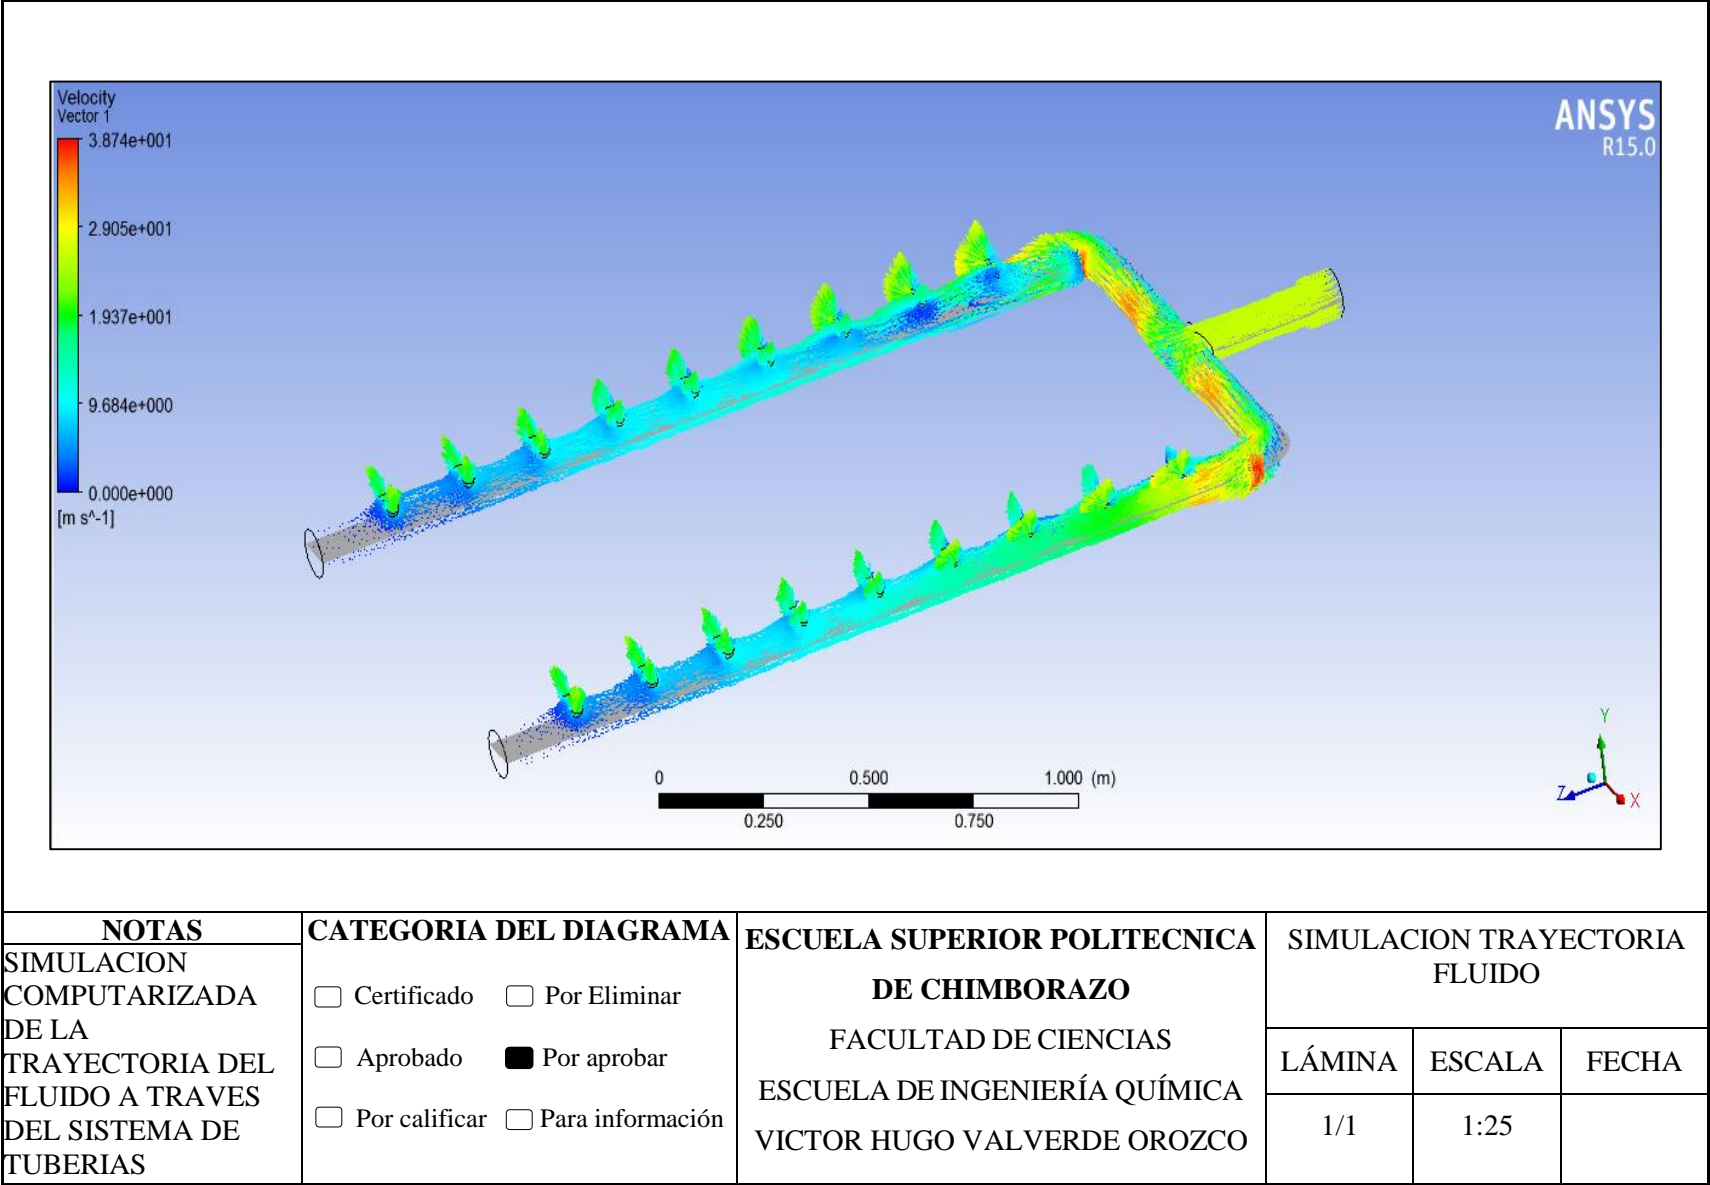 Velocity
Vector 1
3.874e+001
2.905e+001
1.937e+001
9.684e+000
0.000e+000
[m s^-1]
ANSYS
R15.0
0 0.500 1.000 (m)
0.250 0.750
Y
Z
X
NOTAS
SIMULACION
COMPUTARIZADA
DE LA
TRAYECTORIA DEL
FLUIDO A TRAVES
DEL SISTEMA DE
TUBERIAS
CATEGORIA DEL DIAGRAMA
Certificado Por Eliminar
Aprobado Por aprobar
Por calificar Para información
ESCUELA SUPERIOR POLITECNICA
DE CHIMBORAZO
FACULTAD DE CIENCIAS
ESCUELA DE INGENIERÍA QUÍMICA
VICTOR HUGO VALVERDE OROZCO
SIMULACION TRAYECTORIA
FLUIDO
LÁMINA ESCALA FECHA
1/1 1:25